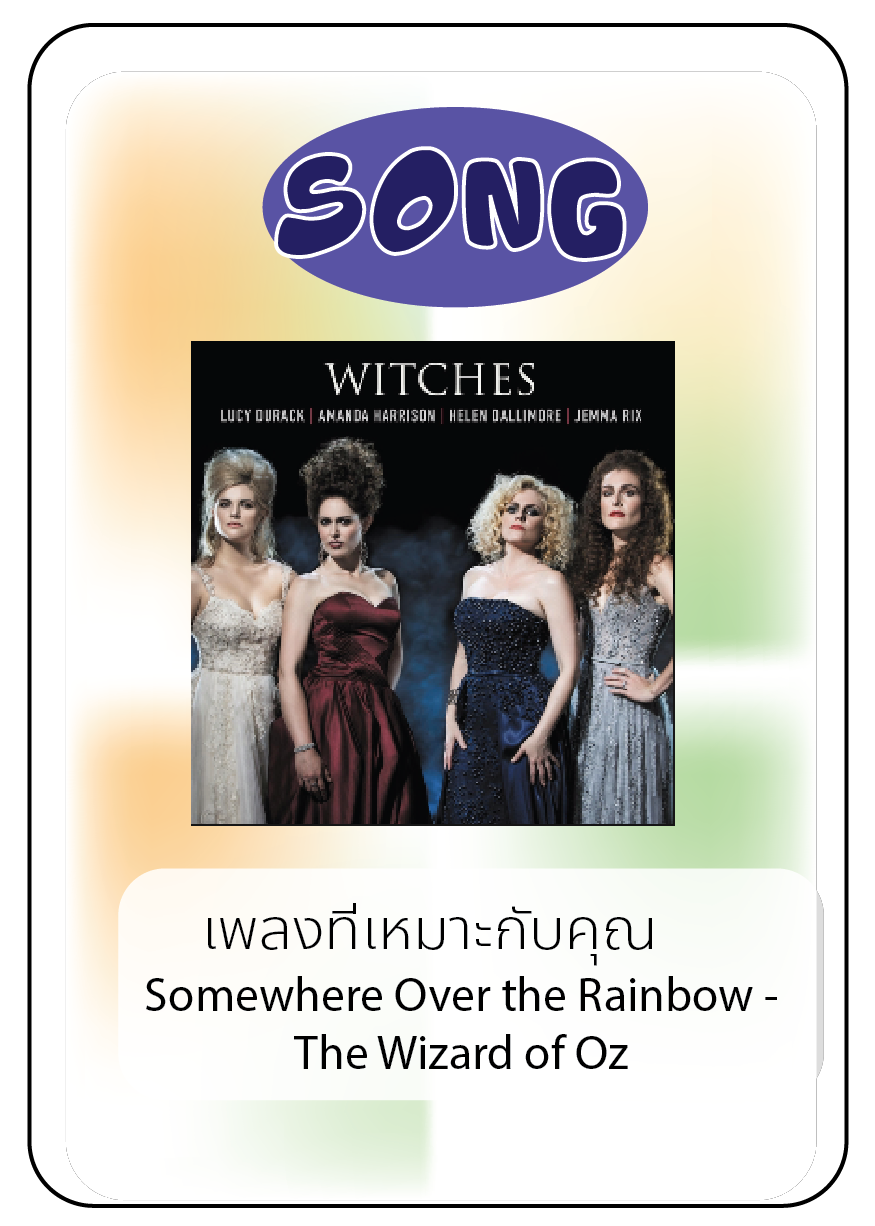 SONG
WITCHES
LUCY DURACK | AMANDA HARRISON | HELEN DALLIMORE | JEMMA RIX
เพลงที่เหมาะกับคุณ
Somewhere Over the Rainbow -
The Wizard of Oz